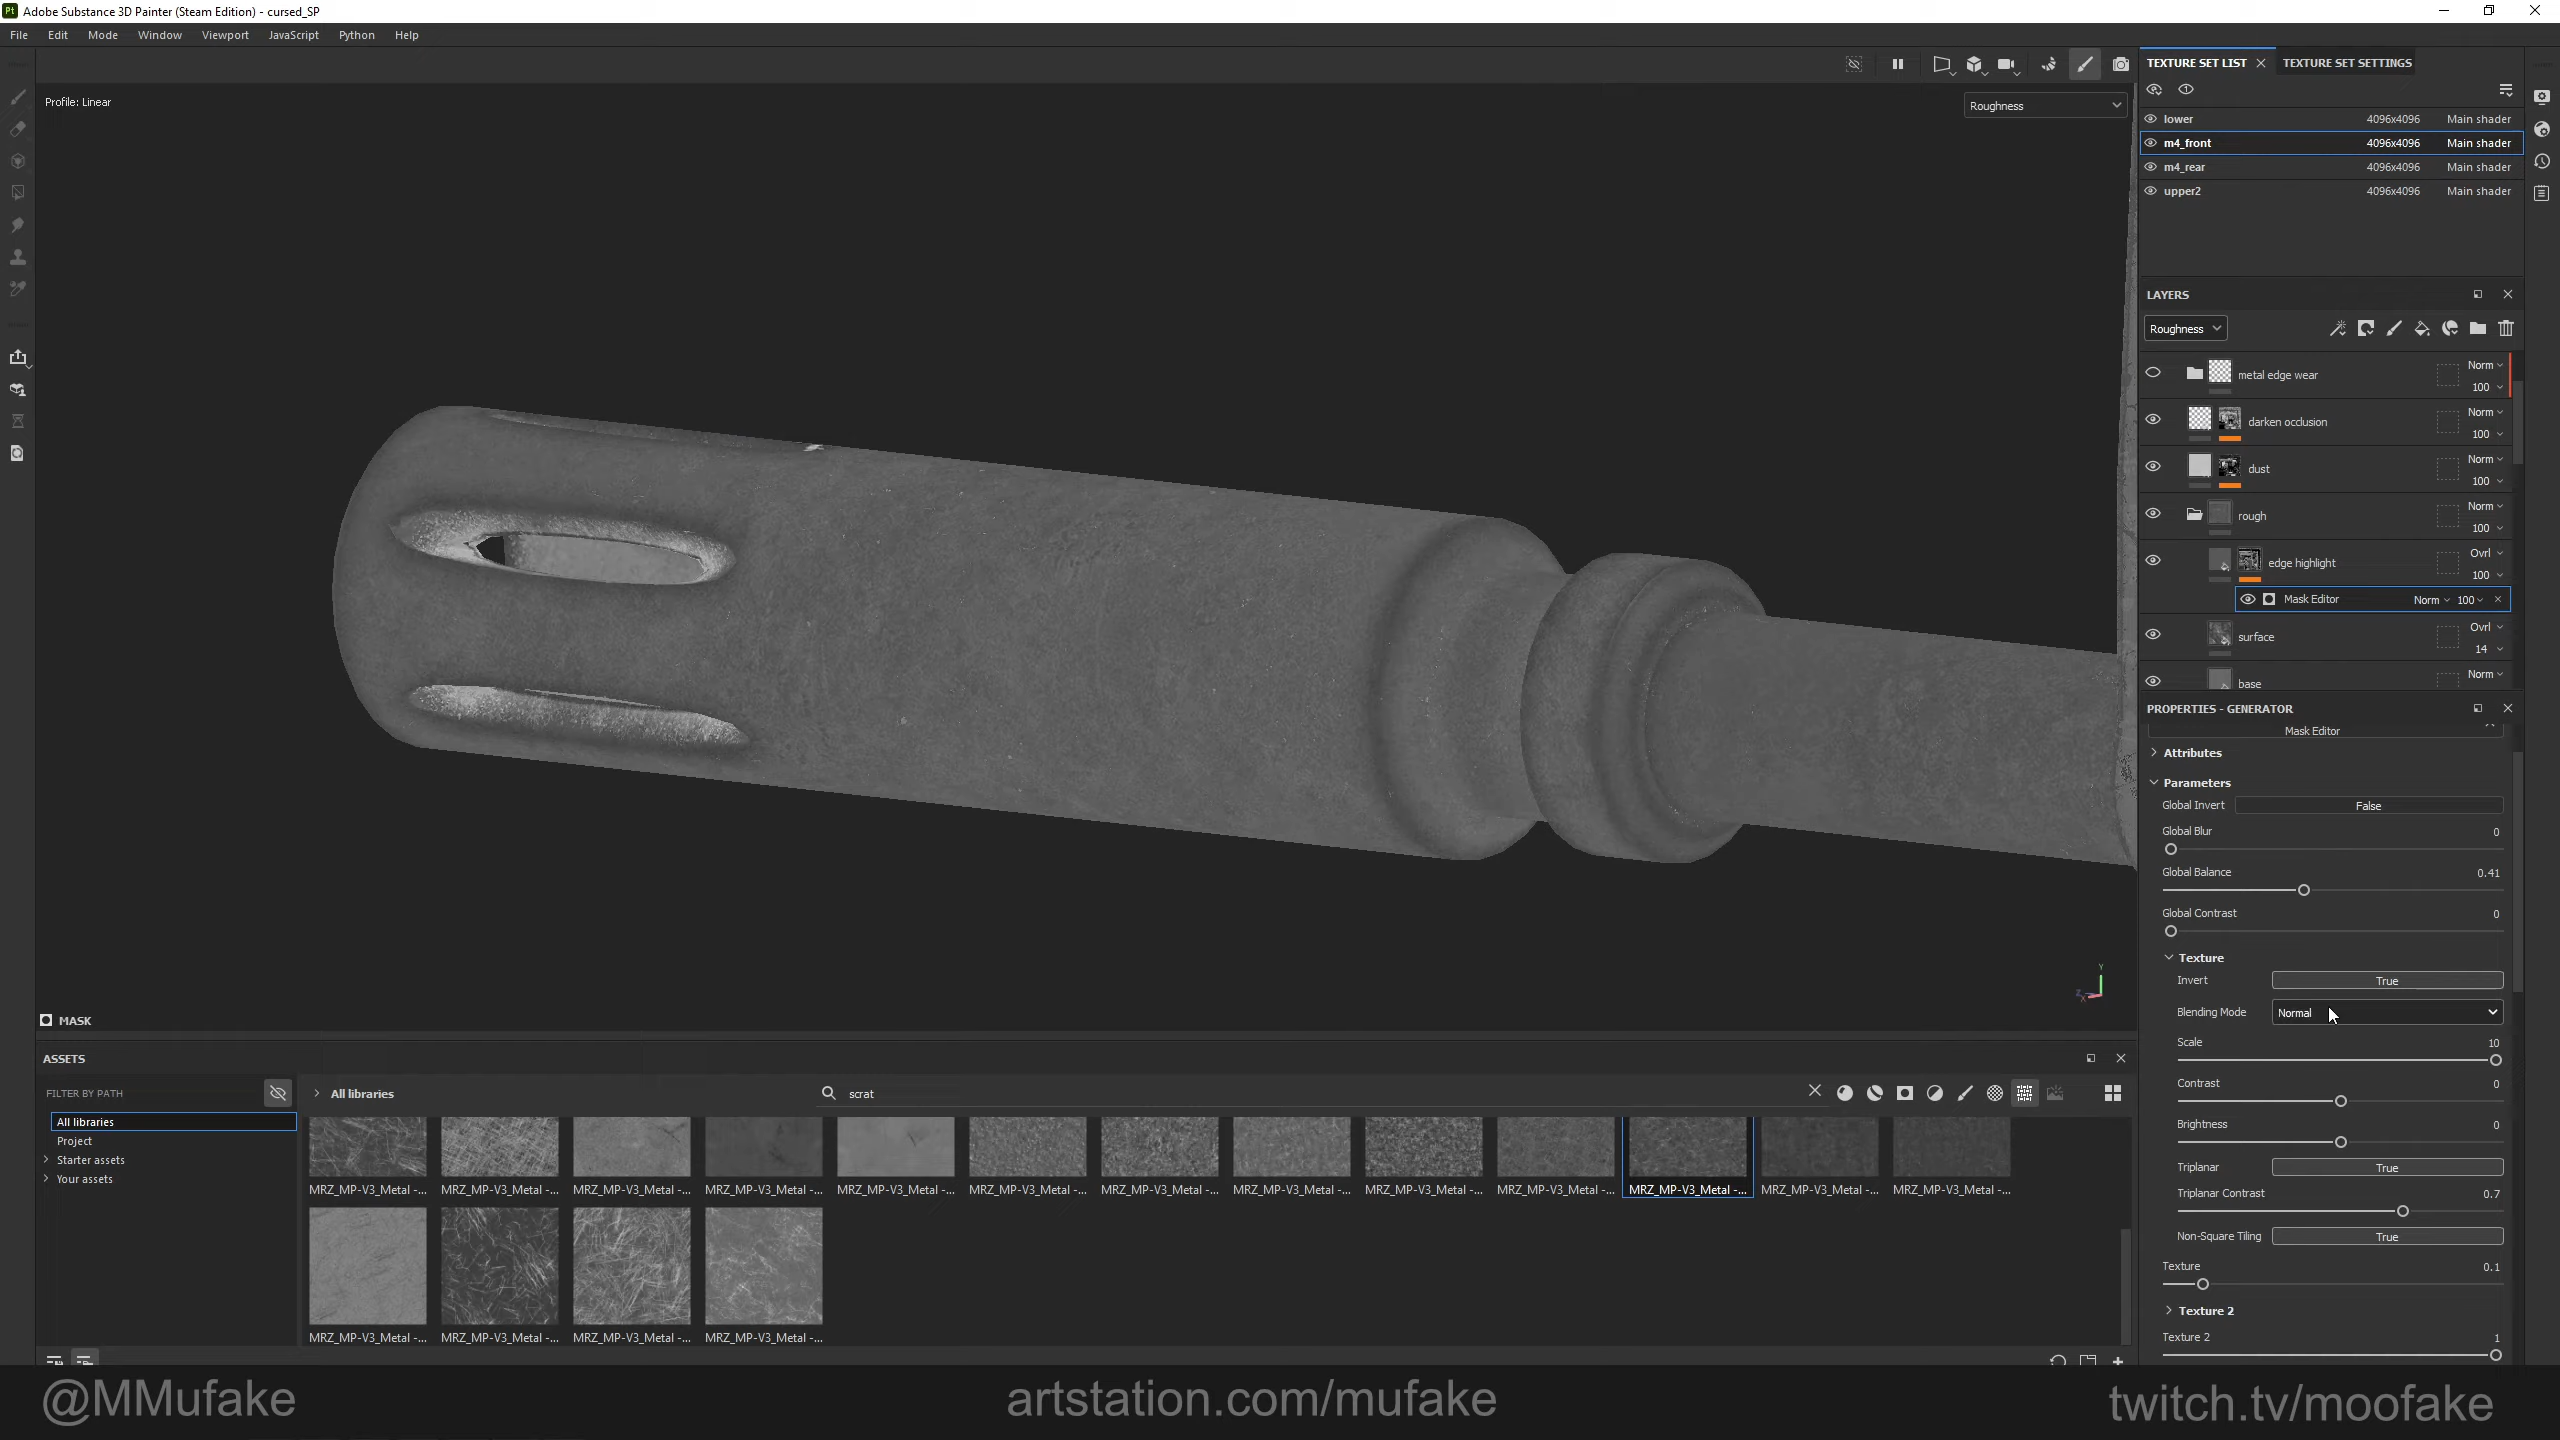 Adobe Substance 3D Painter (Steam Edition) - cursed_SP
File Edit Mode Window Viewport JavaScript Python Help
Profile: Linear
Roughness
TEXTURE SET LIST
TEXTURE SET SETTINGS
lower 4096x4096 Main shader
m4_front 4096x4096 Main shader
m4_rear 4096x4096 Main shader
upper2 4096x4096 Main shader
LAYERS
Roughness
metal edge wear Norm 100
darken occlusion Norm 100
dust Norm 100
rough Norm 100
edge highlight Ovrl 100
Mask Editor Norm 100
surface Ovrl 14
base Norm
PROPERTIES - GENERATOR
Mask Editor
Attributes
Parameters
Global Invert False
Global Blur 0
Global Balance 0.41
Global Contrast 0
Texture
Invert True
Blending Mode Normal
Scale 10
Contrast 0
Brightness 0
Triplanar True
Triplanar Contrast 0.7
Non-Square Tiling True
Texture 0.1
Texture 2
Texture 2 1
Y
MASK
ASSETS
FILTER BY PATH
All libraries
Project
Starter assets
Your assets
All libraries
scrat
MRZ_MP-V3_Metal -... MRZ_MP-V3_Metal -... MRZ_MP-V3_Metal -... MRZ_MP-V3_Metal -... MRZ_MP-V3_Metal -... MRZ_MP-V3_Metal -... MRZ_MP-V3_Metal -... MRZ_MP-V3_Metal -... MRZ_MP-V3_Metal -... MRZ_MP-V3_Metal -... MRZ_MP-V3_Metal -... MRZ_MP-V3_Metal -... MRZ_MP-V3_Metal -...
MRZ_MP-V3_Metal -... MRZ_MP-V3_Metal -... MRZ_MP-V3_Metal -... MRZ_MP-V3_Metal -...
@MMufake
artstation.com/mufake
twitch.tv/moofake